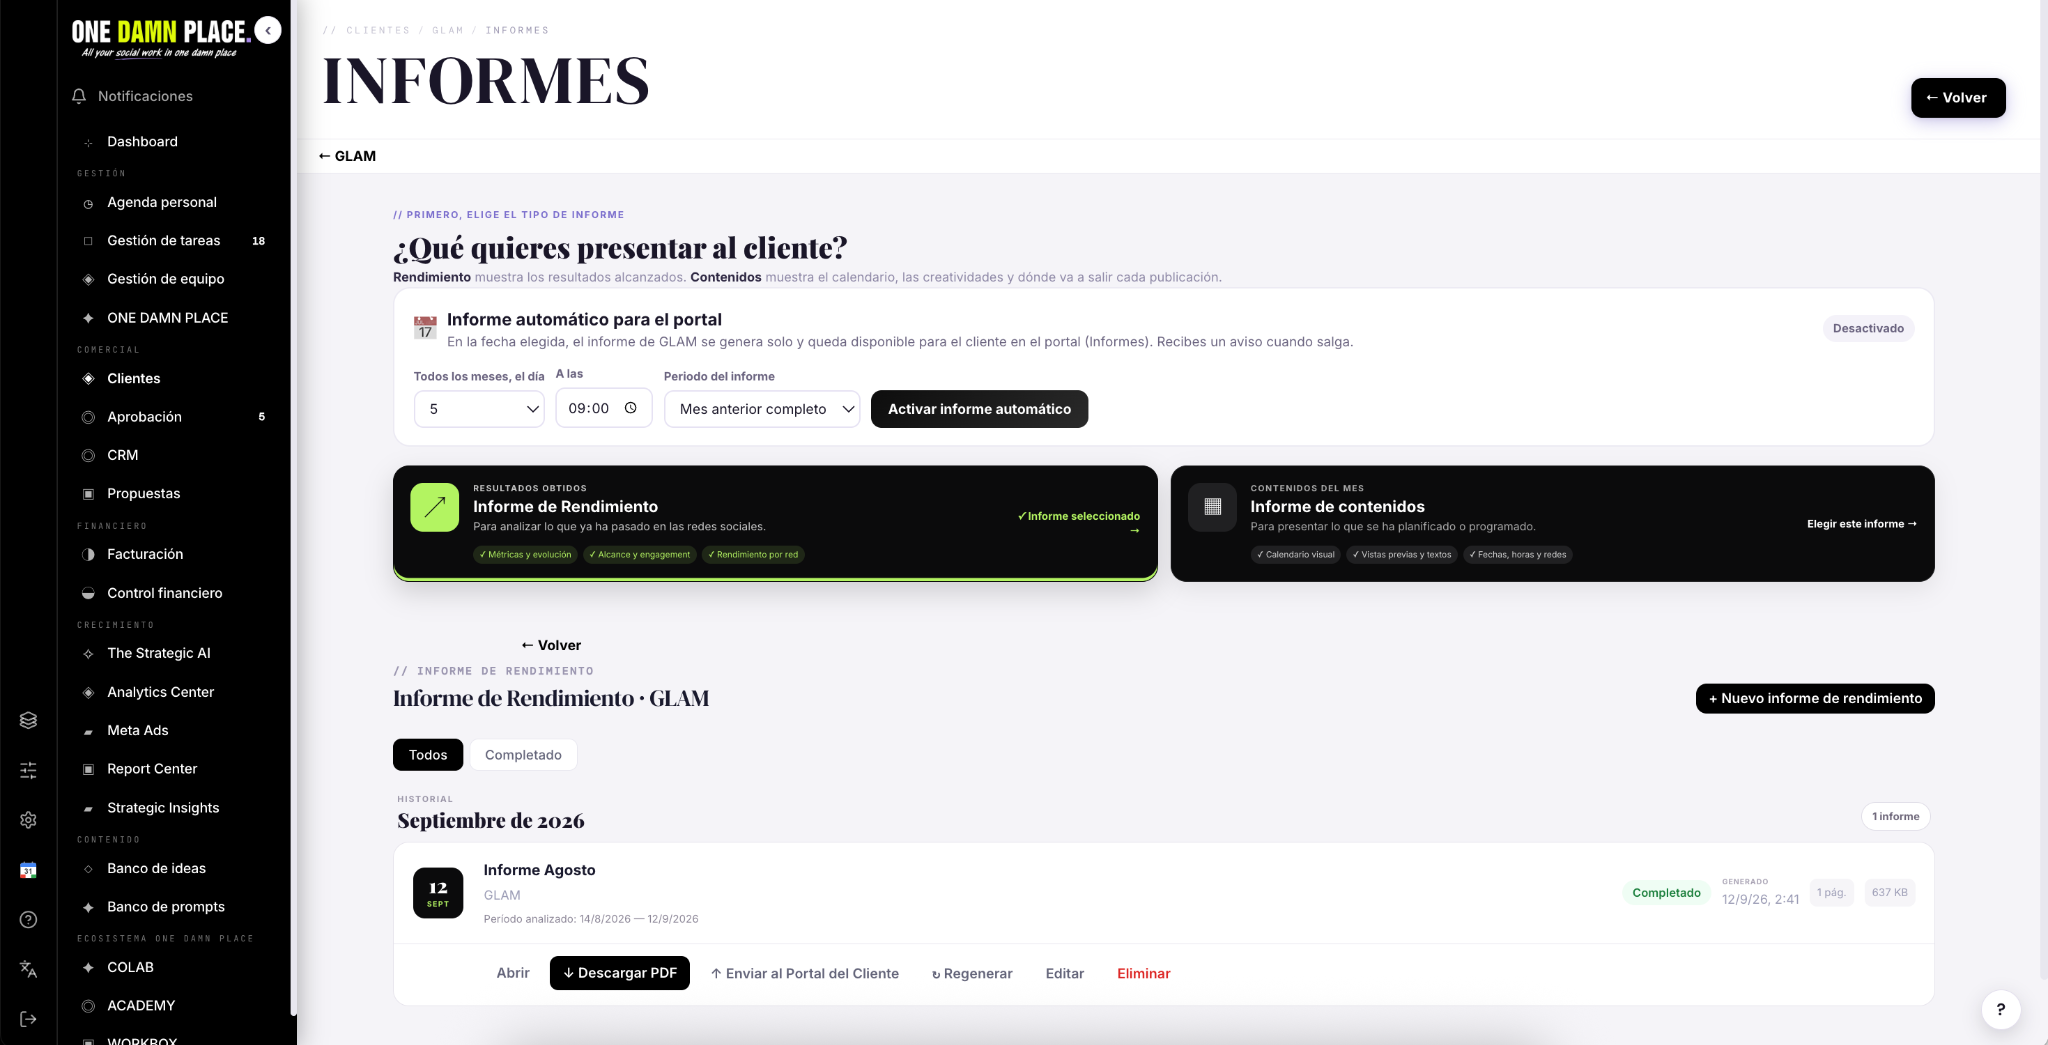 ONE DAMN PLACE.
All your social work in one damn place
Notificaciones
Dashboard
GESTIÓN
Agenda personal
Gestión de tareas 18
Gestión de equipo
ONE DAMN PLACE
COMERCIAL
Clientes
Aprobación 5
CRM
Propuestas
FINANCIERO
Facturación
Control financiero
CRECIMIENTO
The Strategic AI
Analytics Center
Meta Ads
Report Center
Strategic Insights
CONTENIDO
Banco de ideas
Banco de prompts
ECOSISTEMA ONE DAMN PLACE
COLAB
ACADEMY
WORKBOX
31
// CLIENTES / GLAM / INFORMES
INFORMES
← Volver
← GLAM
// PRIMERO, ELIGE EL TIPO DE INFORME
¿Qué quieres presentar al cliente?
Rendimiento muestra los resultados alcanzados. Contenidos muestra el calendario, las creatividades y dónde va a salir cada publicación.
17
Informe automático para el portal
En la fecha elegida, el informe de GLAM se genera solo y queda disponible para el cliente en el portal (Informes). Recibes un aviso cuando salga.
Desactivado
Todos los meses, el día A las Periodo del informe
5 09:00 Mes anterior completo Activar informe automático
RESULTADOS OBTIDOS
Informe de Rendimiento
Para analizar lo que ya ha pasado en las redes sociales.
✓ Informe seleccionado →
✓ Métricas y evolución ✓ Alcance y engagement ✓ Rendimiento por red
CONTENIDOS DEL MES
Informe de contenidos
Para presentar lo que se ha planificado o programado.
Elegir este informe →
✓ Calendario visual ✓ Vistas previas y textos ✓ Fechas, horas y redes
← Volver
// INFORME DE RENDIMIENTO
Informe de Rendimiento · GLAM
+ Nuevo informe de rendimiento
Todos Completado
HISTORIAL
Septiembre de 2026
1 informe
12
SEPT
Informe Agosto
GLAM
Período analizado: 14/8/2026 — 12/9/2026
Completado
GENERADO
12/9/26, 2:41
1 pág.
637 KB
Abrir ↓ Descargar PDF ↑ Enviar al Portal del Cliente ↻ Regenerar Editar Eliminar
?